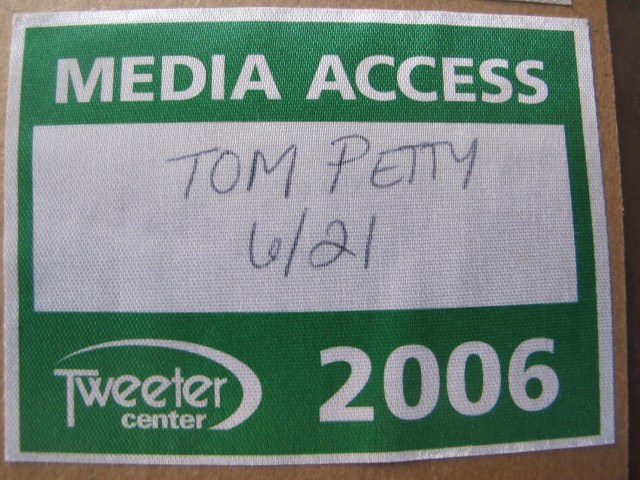 MEDIA ACCESS
TOM PETTY
6/21
Tweeter
center
2006